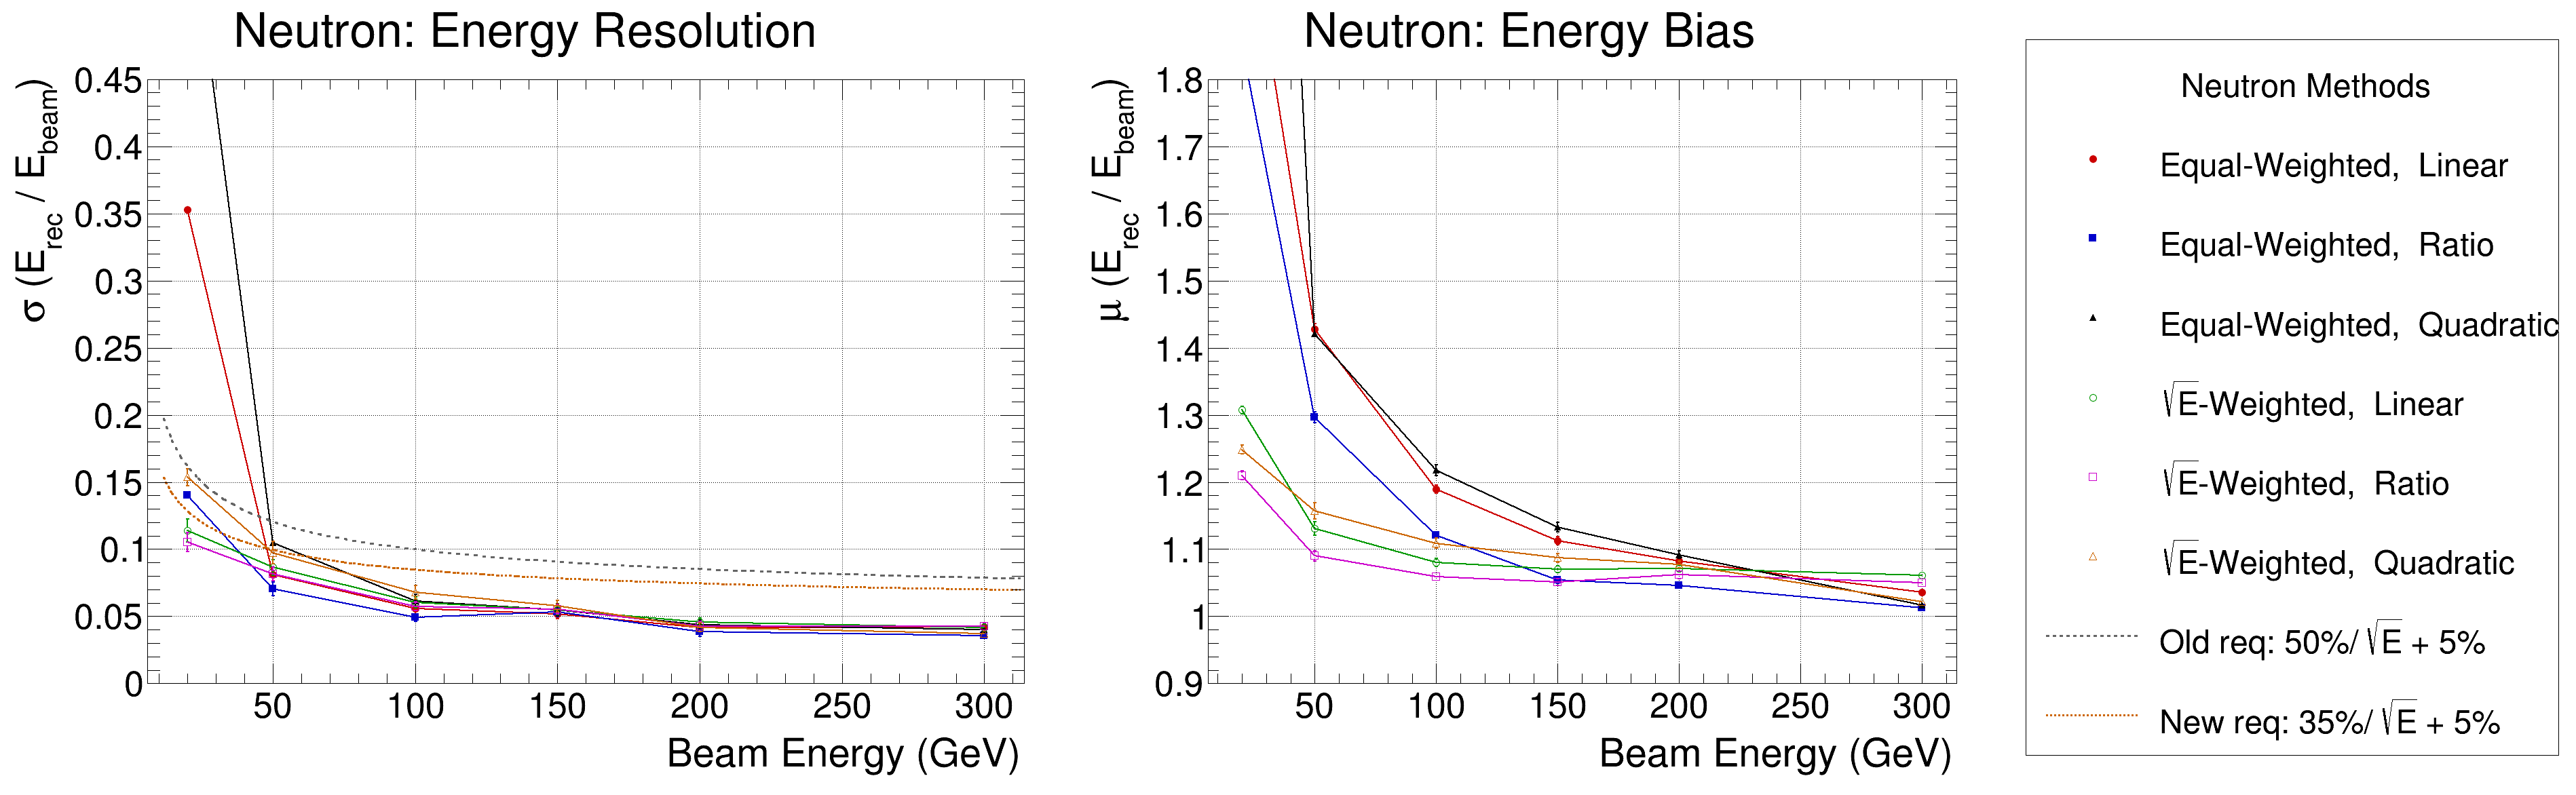 Neutron: Energy Resolution
0.45
0.4
0.35
0.3
0.25
0.2
0.15
0.1
0.05
0
σ (E_rec / E_beam)
50 100 150 200 250 300
Beam Energy (GeV)
Neutron: Energy Bias
1.8
1.7
1.6
1.5
1.4
1.3
1.2
1.1
1
0.9
μ (E_rec / E_beam)
50 100 150 200 250 300
Beam Energy (GeV)
Neutron Methods
Equal-Weighted, Linear
Equal-Weighted, Ratio
Equal-Weighted, Quadratic
√E-Weighted, Linear
√E-Weighted, Ratio
√E-Weighted, Quadratic
Old req: 50%/ √E + 5%
New req: 35%/ √E + 5%